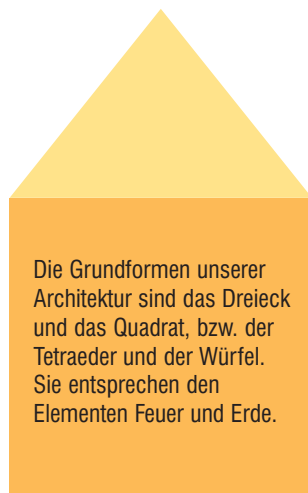 Die Grundformen unserer
Architektur sind das Dreieck
und das Quadrat, bzw. der
Tetraeder und der Würfel.
Sie entsprechen den
Elementen Feuer und Erde.